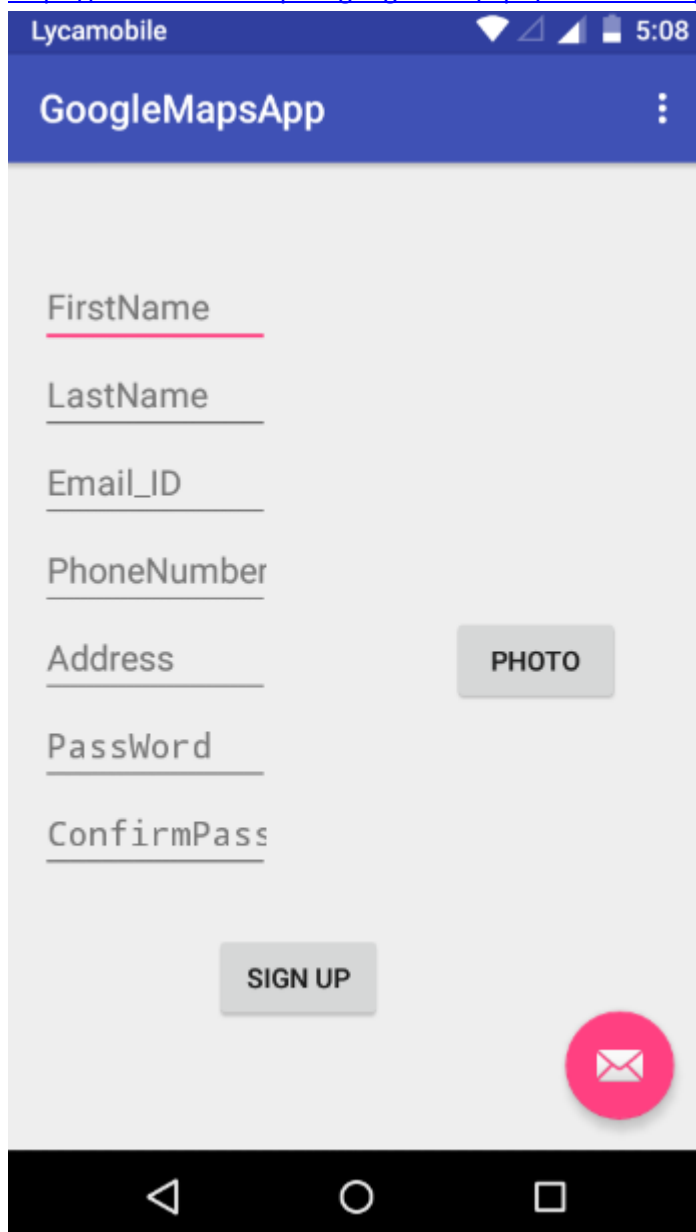 Lycamobile 5:08
GoogleMapsApp
FirstName
LastName
Email_ID
PhoneNumber
Address
PHOTO
PassWord
ConfirmPass
SIGN UP